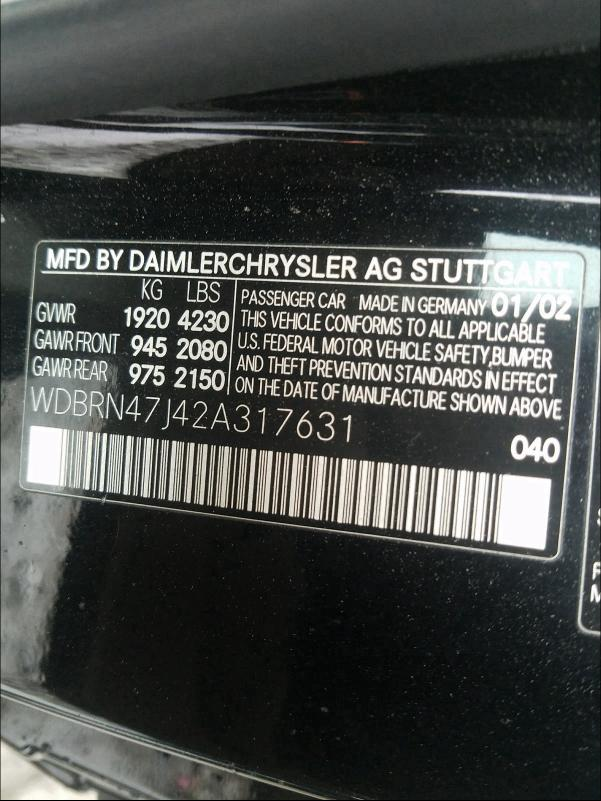 MFD BY DAIMLERCHRYSLER AG STUTTGART
KG LBS
GVWR 1920 4230
GAWR FRONT 945 2080
GAWR REAR 975 2150
PASSENGER CAR MADE IN GERMANY 01/02
THIS VEHICLE CONFORMS TO ALL APPLICABLE
U.S. FEDERAL MOTOR VEHICLE SAFETY,BUMPER
AND THEFT PREVENTION STANDARDS IN EFFECT
ON THE DATE OF MANUFACTURE SHOWN ABOVE.
WDBRN47J42A317631
040